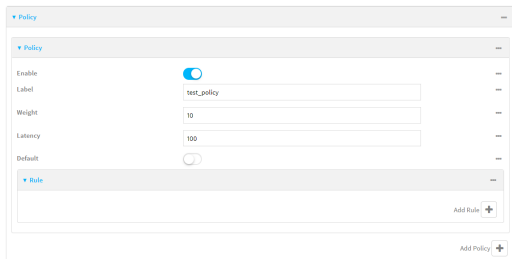 Policy
Policy
Enable
Label test_policy
Weight 10
Latency 100
Default
Rule
Add Rule
Add Policy